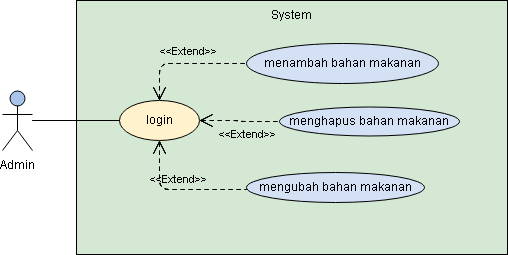 System
<<Extend>>
menambah bahan makanan
login
menghapus bahan makanan
<<Extend>>
Admin
<<Extend>>
mengubah bahan makanan